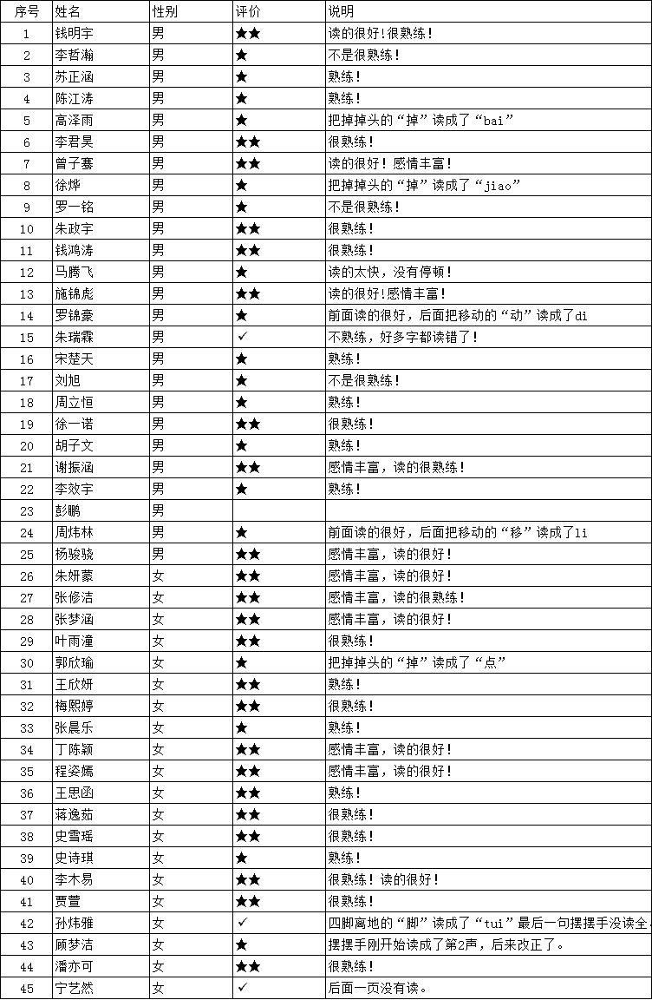 序号 姓名 性别 评价 说明
1 钱明宇 男 ★★ 读的很好!很熟练!
2 李哲瀚 男 ★ 不是很熟练!
3 苏正涵 男 ★ 熟练!
4 陈江涛 男 ★ 熟练!
5 高泽雨 男 ★ 把掉掉头的“掉”读成了“bai”
6 李君昊 男 ★★ 很熟练!
7 曾子骞 男 ★★ 读的很好！感情丰富!
8 徐烨 男 ★ 把掉掉头的“掉”读成了“jiao”
9 罗一铭 男 ★ 不是很熟练!
10 朱政宇 男 ★★ 很熟练!
11 钱鸿涛 男 ★★ 很熟练!
12 马腾飞 男 ★ 读的太快，没有停顿!
13 施锦彪 男 ★★ 读的很好!感情丰富!
14 罗锦豪 男 ★ 前面读的很好，后面把移动的“动”读成了di
15 朱瑞霖 男 ✓ 不熟练，好多字都读错了!
16 宋楚天 男 ★ 熟练!
17 刘旭 男 ★ 不是很熟练!
18 周立恒 男 ★ 熟练!
19 徐一诺 男 ★★ 很熟练!
20 胡子文 男 ★ 熟练!
21 谢振涵 男 ★★ 感情丰富，读的很熟练!
22 李效宇 男 ★ 熟练!
23 彭鹏 男
24 周炜林 男 ★ 前面读的很好，后面把移动的“移”读成了li
25 杨骏骁 男 ★★ 感情丰富，读的很好!
26 朱妍蒙 女 ★★ 感情丰富，读的很好!
27 张修洁 女 ★★ 感情丰富，读的很熟练!
28 张梦涵 女 ★★ 感情丰富，读的很好!
29 叶雨潼 女 ★★ 很熟练!
30 郭欣瑜 女 ★ 把掉掉头的“掉”读成了“点”
31 王欣妍 女 ★★ 熟练!
32 梅熙婷 女 ★★ 很熟练!
33 张晨乐 女 ★ 熟练!
34 丁陈颖 女 ★★ 感情丰富，读的很好!
35 程姿嫣 女 ★★ 感情丰富，读的很好!
36 王思函 女 ★★ 熟练!
37 蒋逸茹 女 ★★ 很熟练!
38 史雪瑶 女 ★★ 很熟练!
39 史诗琪 女 ★ 熟练!
40 李木易 女 ★★ 很熟练！读的很好!
41 贾萱 女 ★★ 很熟练!
42 孙炜雅 女 ✓ 四脚离地的“脚”读成了“tui”最后一句摆摆手没读全.
43 顾梦洁 女 ★ 摆摆手刚开始读成了第2声，后来改正了。
44 潘亦可 女 ★★ 很熟练!
45 宁艺然 女 ✓ 后面一页没有读。